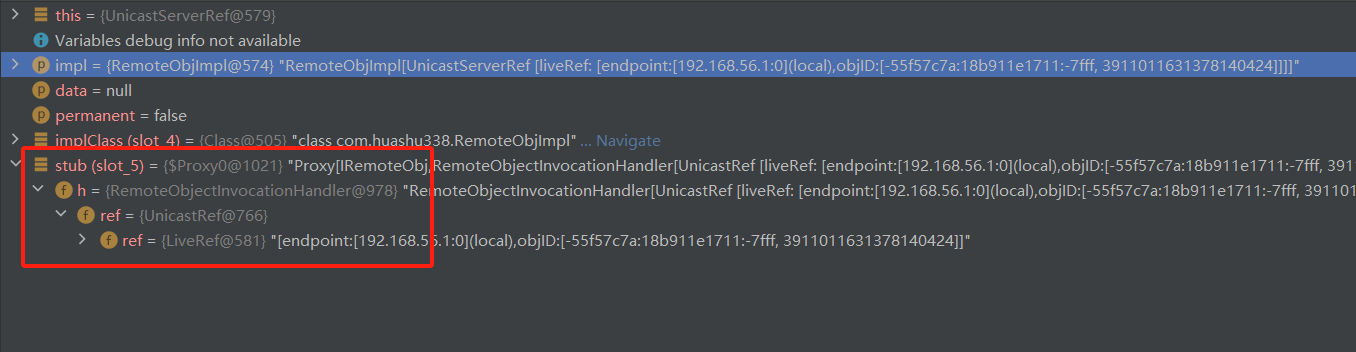 this = {UnicastServerRef@579}
Variables debug info not available
impl = {RemoteObjImpl@574} "RemoteObjImpl[UnicastServerRef [liveRef: [endpoint:[192.168.56.1:0](local),objID:[-55f57c7a:18b911e1711:-7fff, 3911011631378140424]]]]"
data = null
permanent = false
implClass (slot_4) = {Class@505} "class com.huashu338.RemoteObjImpl" ... Navigate
stub (slot_5) = {$Proxy0@1021} "Proxy[IRemoteObj,RemoteObjectInvocationHandler[UnicastRef [liveRef: [endpoint:[192.168.56.1:0](local),objID:[-55f57c7a:18b911e1711:-7fff, 3911
h = {RemoteObjectInvocationHandler@978} "RemoteObjectInvocationHandler[UnicastRef [liveRef: [endpoint:[192.168.56.1:0](local),objID:[-55f57c7a:18b911e1711:-7fff, 391101
ref = {UnicastRef@766}
ref = {LiveRef@581} "[endpoint:[192.168.56.1:0](local),objID:[-55f57c7a:18b911e1711:-7fff, 3911011631378140424]]"